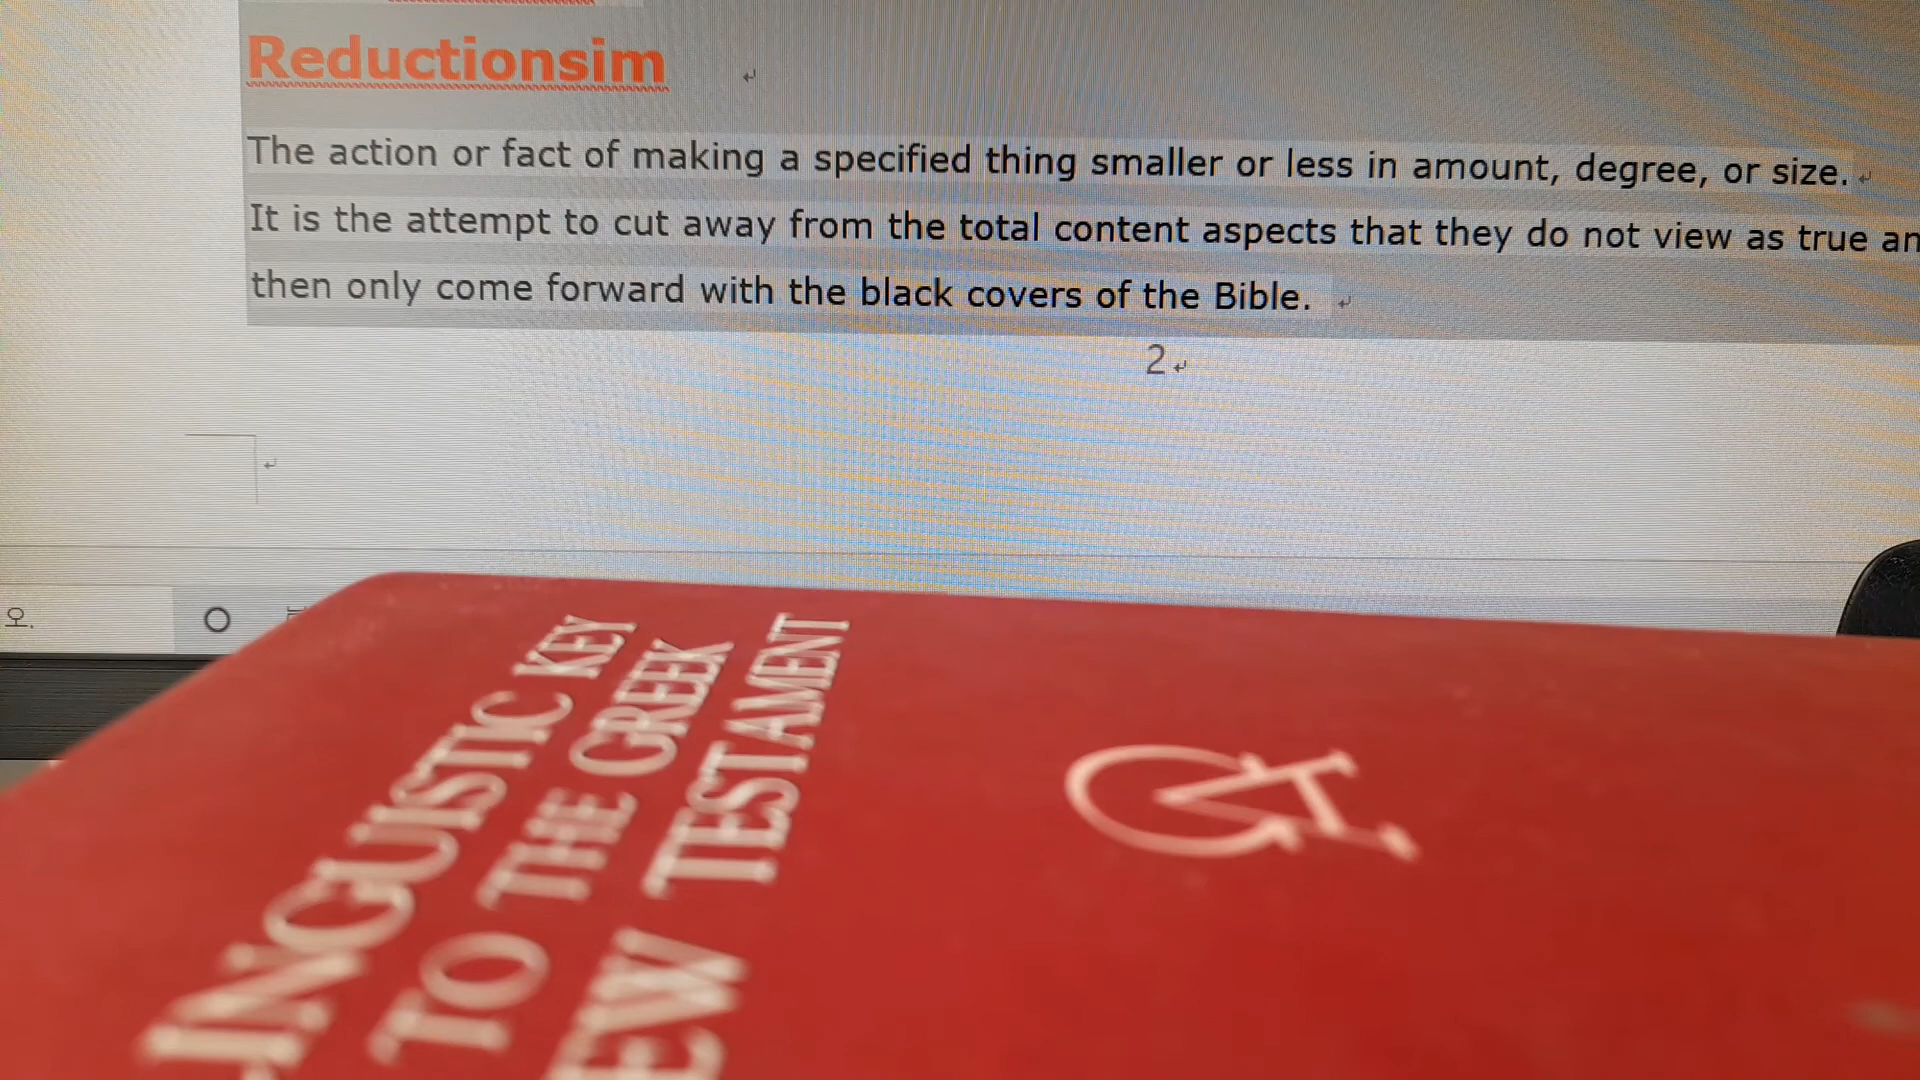 Reductionsim
The action or fact of making a specified thing smaller or less in amount, degree, or size.
It is the attempt to cut away from the total content aspects that they do not view as true
then only come forward with the black covers of the Bible.
2
오.
LINGUISTIC KEY
TO THE GREEK
NEW TESTAMENT